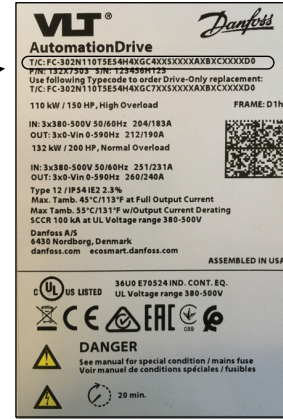 VLT® Danfoss
AutomationDrive
T/C: FC-302N110T5E54H4XGC4XXSXXXXAXBXCXXXXD0
P/N: 132X7503 S/N: 123456H123
Use following Typecode to order Drive-Only replacement:
T/C: FC-302N110T5E54H4XGC7XXSXXXXAXBXCXXXXD0
110 kW / 150 HP, High Overload FRAME: D1h
IN: 3x380-500V 50/60Hz 204/183A
OUT: 3x0-Vin 0-590Hz 212/190A
132 kW / 200 HP, Normal Overload
IN: 3x380-500V 50/60Hz 251/231A
OUT: 3x0-Vin 0-590Hz 260/240A
Type 12 / IP54 IE2 2.3%
Max. Tamb. 45°C/113°F at Full Output Current
Max Tamb. 55°C/131°F w/Output Current Derating
SCCR 100 kA at UL Voltage range 380-500V
Danfoss A/S
6430 Nordborg, Denmark
danfoss.com ecosmart.danfoss.com
ASSEMBLED IN USA
c UL US LISTED 36U0 E70524 IND. CONT. EQ.
UL Voltage range 380-500V
CE EAC 089
DANGER
See manual for special condition / mains fuse
Voir manuel de conditions spéciales / fusibles
20 min.